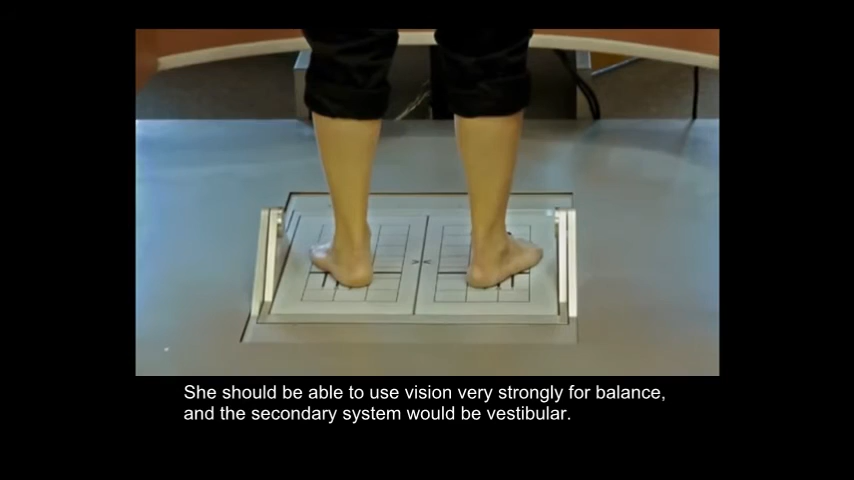 She should be able to use vision very strongly for balance,
and the secondary system would be vestibular.